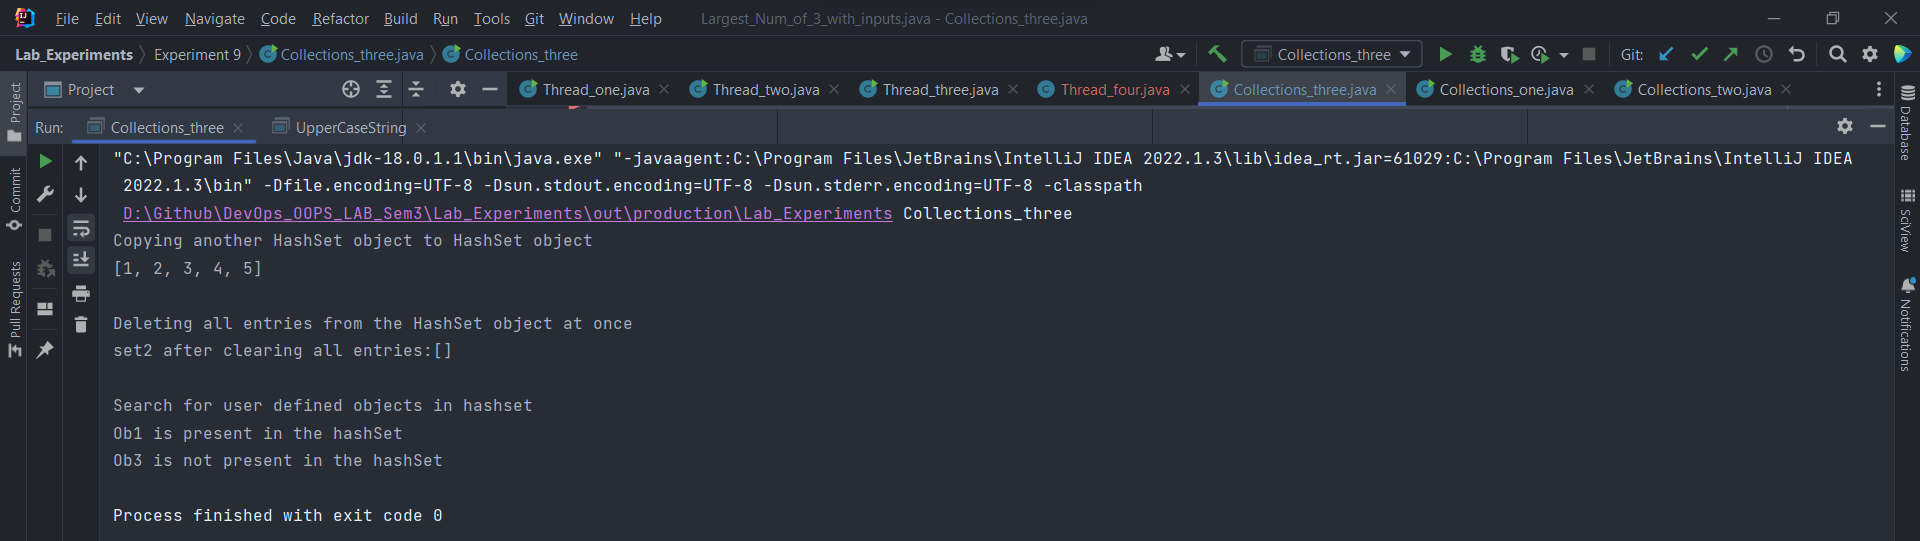 File Edit View Navigate Code Refactor Build Run Tools Git Window Help Largest_Num_of_3_with_inputs.java - Collections_three.java
Lab_Experiments Experiment 9 Collections_three.java Collections_three Collections_three Git:
Project Thread_one.java Thread_two.java Thread_three.java Thread_four.java Collections_three.java Collections_one.java Collections_two.java
Run: Collections_three UpperCaseString
"C:\Program Files\Java\jdk-18.0.1.1\bin\java.exe" "-javaagent:C:\Program Files\JetBrains\IntelliJ IDEA 2022.1.3\lib\idea_rt.jar=61029:C:\Program Files\JetBrains\IntelliJ IDEA
2022.1.3\bin" -Dfile.encoding=UTF-8 -Dsun.stdout.encoding=UTF-8 -Dsun.stderr.encoding=UTF-8 -classpath
D:\Github\DevOps_OOPS_LAB_Sem3\Lab_Experiments\out\production\Lab_Experiments Collections_three
Copying another HashSet object to HashSet object
[1, 2, 3, 4, 5]
Deleting all entries from the HashSet object at once
set2 after clearing all entries:[]
Search for user defined objects in hashset
Ob1 is present in the hashSet
Ob3 is not present in the hashSet
Process finished with exit code 0
Project
Commit
Pull Requests
Database
SciView
Notifications